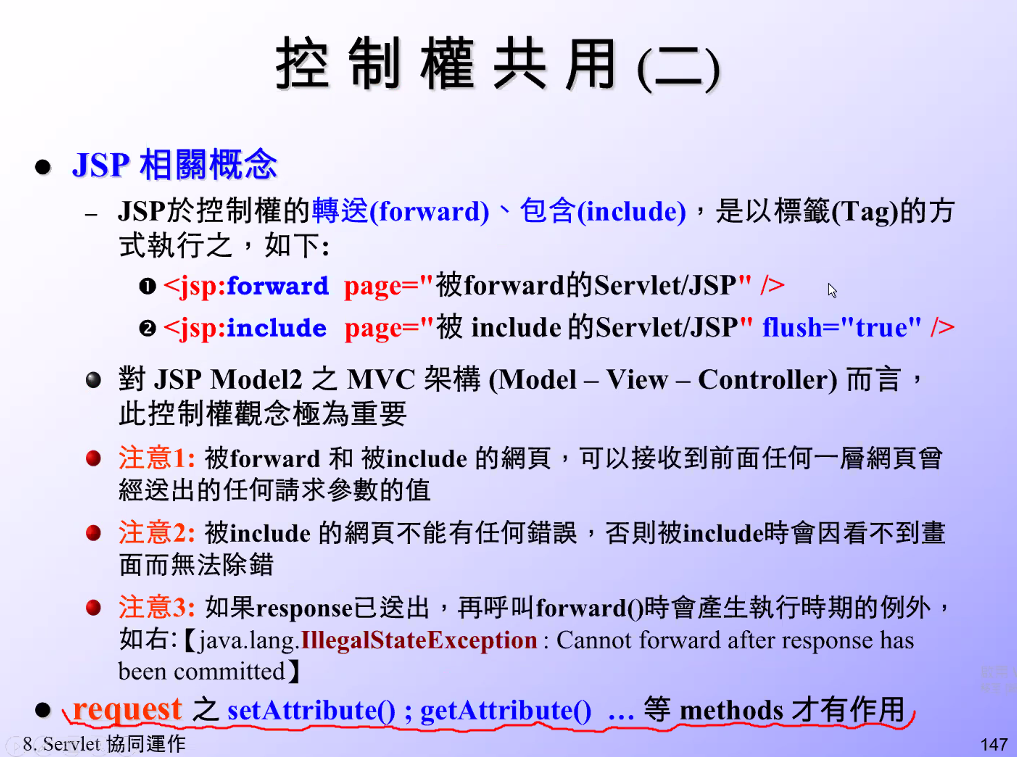 控 制 權 共 用 (二)
● JSP 相關概念
– JSP於控制權的轉送(forward)、包含(include)，是以標籤(Tag)的方
式執行之，如下:
❶ <jsp:forward page="被forward的Servlet/JSP" />
❷ <jsp:include page="被 include 的Servlet/JSP" flush="true" />
對 JSP Model2 之 MVC 架構 (Model – View – Controller) 而言，
此控制權觀念極為重要
注意1: 被forward 和 被include 的網頁，可以接收到前面任何一層網頁曾
經送出的任何請求參數的值
注意2: 被include 的網頁不能有任何錯誤，否則被include時會因看不到畫
面而無法除錯
注意3: 如果response已送出，再呼叫forward()時會產生執行時期的例外，
如右:【java.lang.IllegalStateException : Cannot forward after response has
been committed】
● request 之 setAttribute() ; getAttribute() … 等 methods 才有作用
8. Servlet 協同運作
147